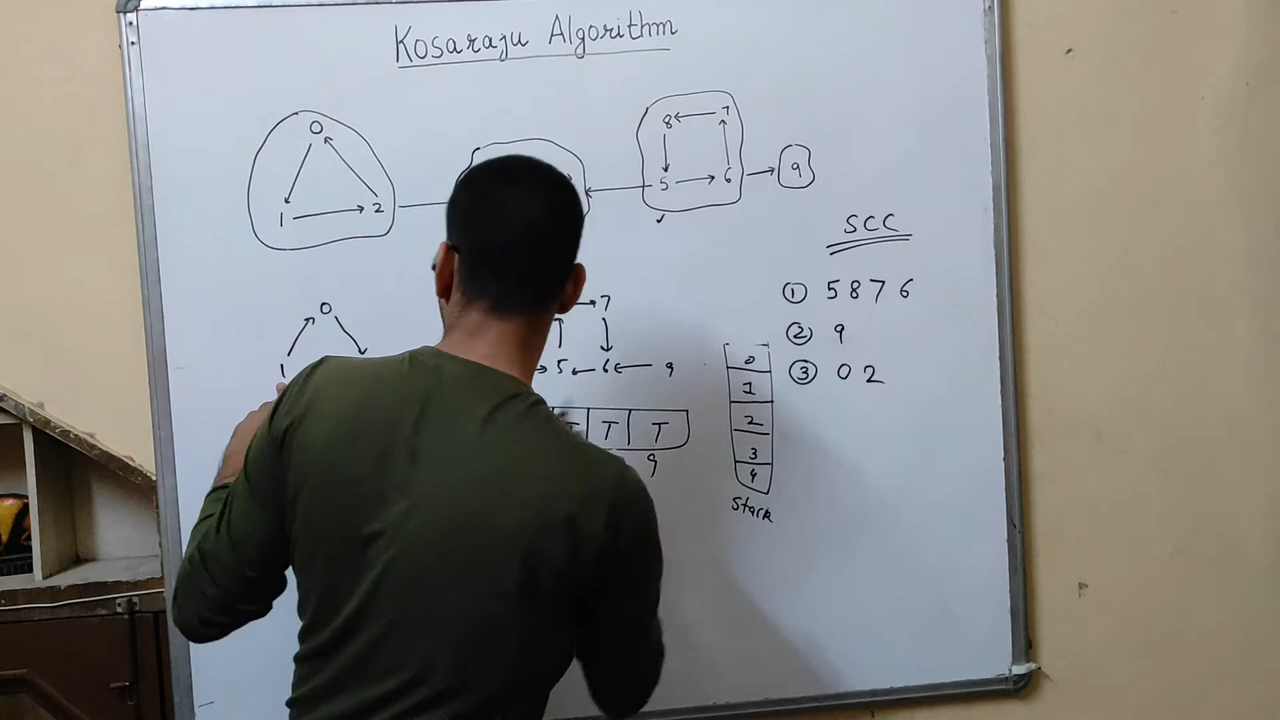 Kosaraju Algorithm
0
1 2
8 7
5 6
9
SCC
① 5 8 7 6
② 9
③ 0 2
0
1
7
5 6 9
T T
9
0
1
2
3
4
Stack